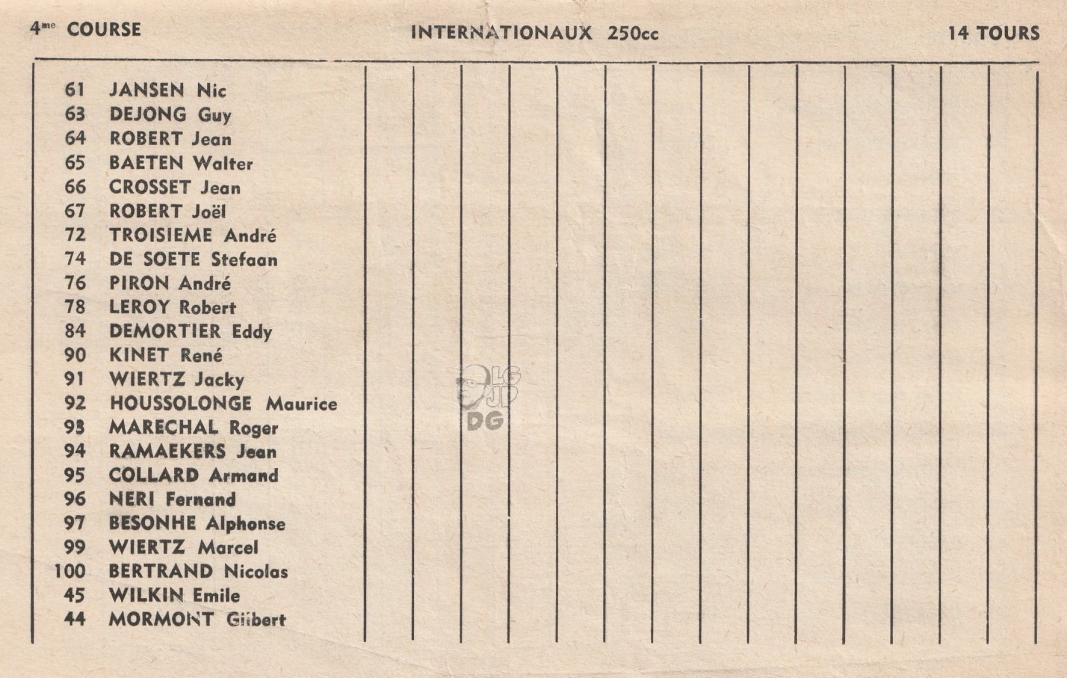 4me COURSE INTERNATIONAUX 250cc 14 TOURS
61 JANSEN Nic
63 DEJONG Guy
64 ROBERT Jean
65 BAETEN Walter
66 CROSSET Jean
67 ROBERT Joël
72 TROISIEME André
74 DE SOETE Stefaan
76 PIRON André
78 LEROY Robert
84 DEMORTIER Eddy
90 KINET René
91 WIERTZ Jacky
92 HOUSSOLONGE Maurice
93 MARECHAL Roger
94 RAMAEKERS Jean
95 COLLARD Armand
96 NERI Fernand
97 BESONHE Alphonse
99 WIERTZ Marcel
100 BERTRAND Nicolas
45 WILKIN Emile
44 MORMONT Gilbert
LG
JP
DG